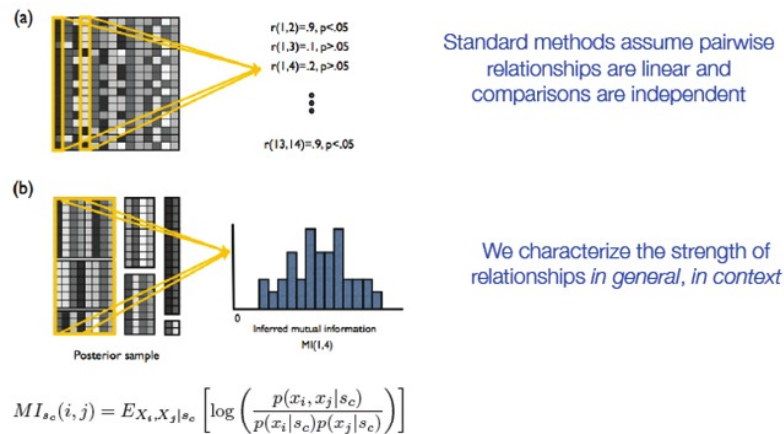 (a)
r(1,2)=.9, p<.05
r(1,3)=.1, p>.05
r(1,4)=.2, p>.05
r(13,14)=.9, p<.05
Standard methods assume pairwise
relationships are linear and
comparisons are independent
(b)
Posterior sample
0
Inferred mutual information
MI(1,4)
We characterize the strength of
relationships in general, in context
MI_{s_c}(i, j) = E_{X_i,X_j|s_c} [log (p(x_i, x_j|s_c) / p(x_i|s_c)p(x_j|s_c))]